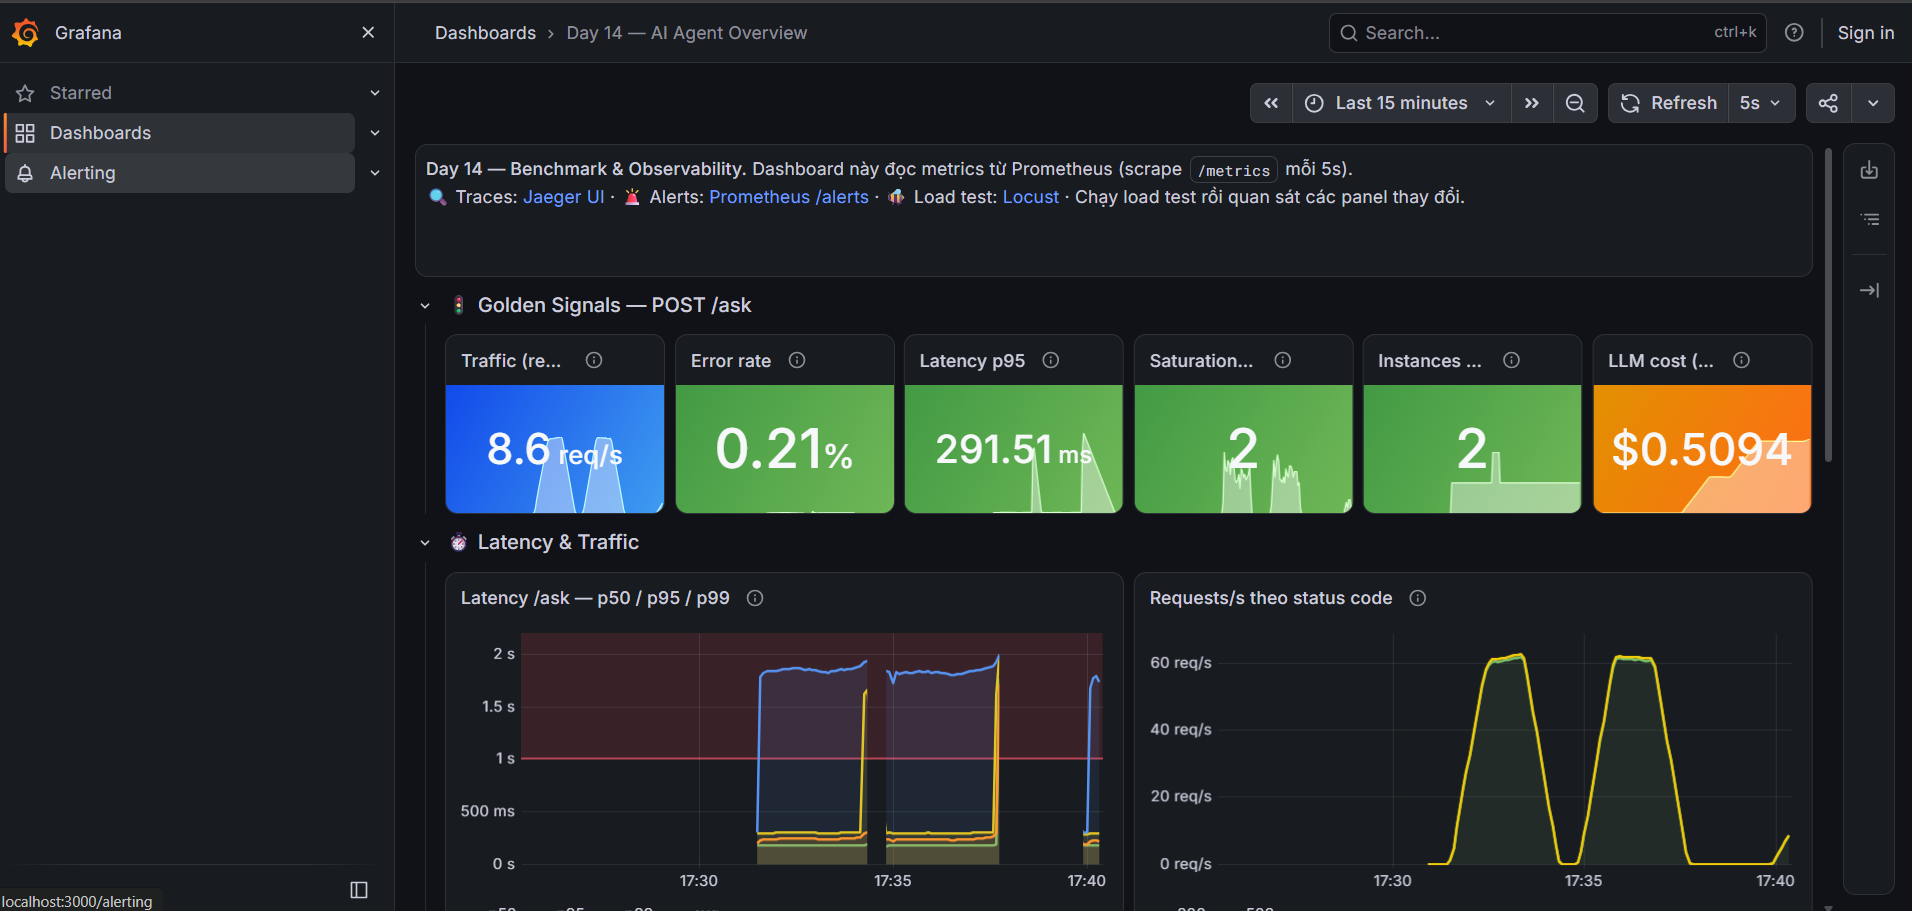 Grafana
Dashboards › Day 14 — AI Agent Overview
Search...
ctrl+k
Sign in
Starred
Dashboards
Alerting
Last 15 minutes
Refresh
5s
Day 14 — Benchmark & Observability. Dashboard này đọc metrics từ Prometheus (scrape /metrics mỗi 5s).
Traces: Jaeger UI · Alerts: Prometheus /alerts · Load test: Locust · Chạy load test rồi quan sát các panel thay đổi.
Golden Signals — POST /ask
Traffic (re...
Error rate
Latency p95
Saturation...
Instances ...
LLM cost (...
8.6 req/s
0.21%
291.51 ms
2
2
$0.5094
Latency & Traffic
Latency /ask — p50 / p95 / p99
2 s
1.5 s
1 s
500 ms
0 s
17:30
17:35
17:40
Requests/s theo status code
60 req/s
40 req/s
20 req/s
0 req/s
17:30
17:35
17:40
localhost:3000/alerting